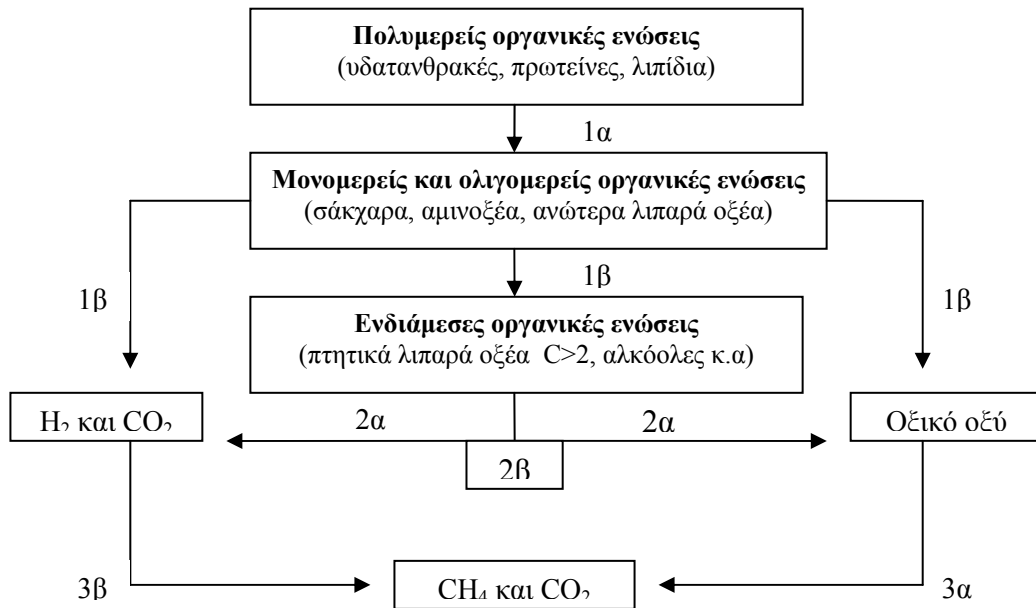 Πολυμερείς οργανικές ενώσεις
(υδατανθρακές, πρωτείνες, λιπίδια)
1α
Μονομερείς και ολιγομερείς οργανικές ενώσεις
(σάκχαρα, αμινοξέα, ανώτερα λιπαρά οξέα)
1β
1β
1β
Ενδιάμεσες οργανικές ενώσεις
(πτητικά λιπαρά οξέα C>2, αλκόολες κ.α)
H₂ και CO₂
2α
2α
Οξικό οξύ
2β
3β
CH₄ και CO₂
3α